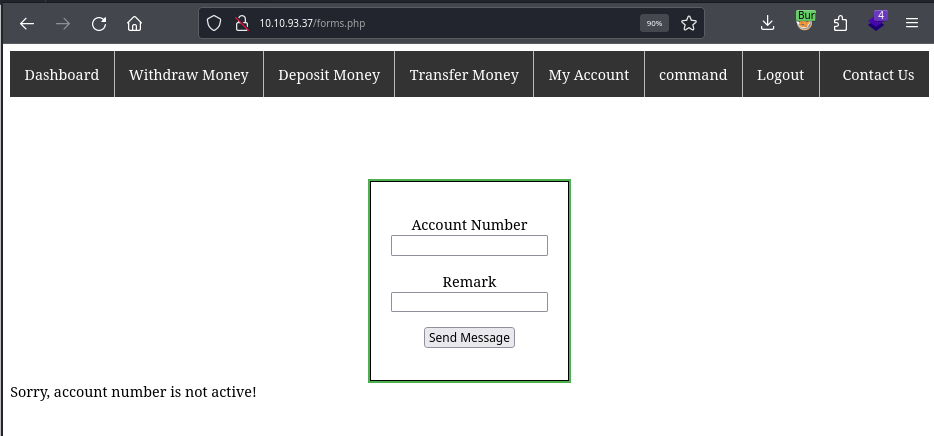 10.10.93.37/forms.php
90%
Bur
4
Dashboard Withdraw Money Deposit Money Transfer Money My Account command Logout Contact Us
Account Number
Remark
Send Message
Sorry, account number is not active!